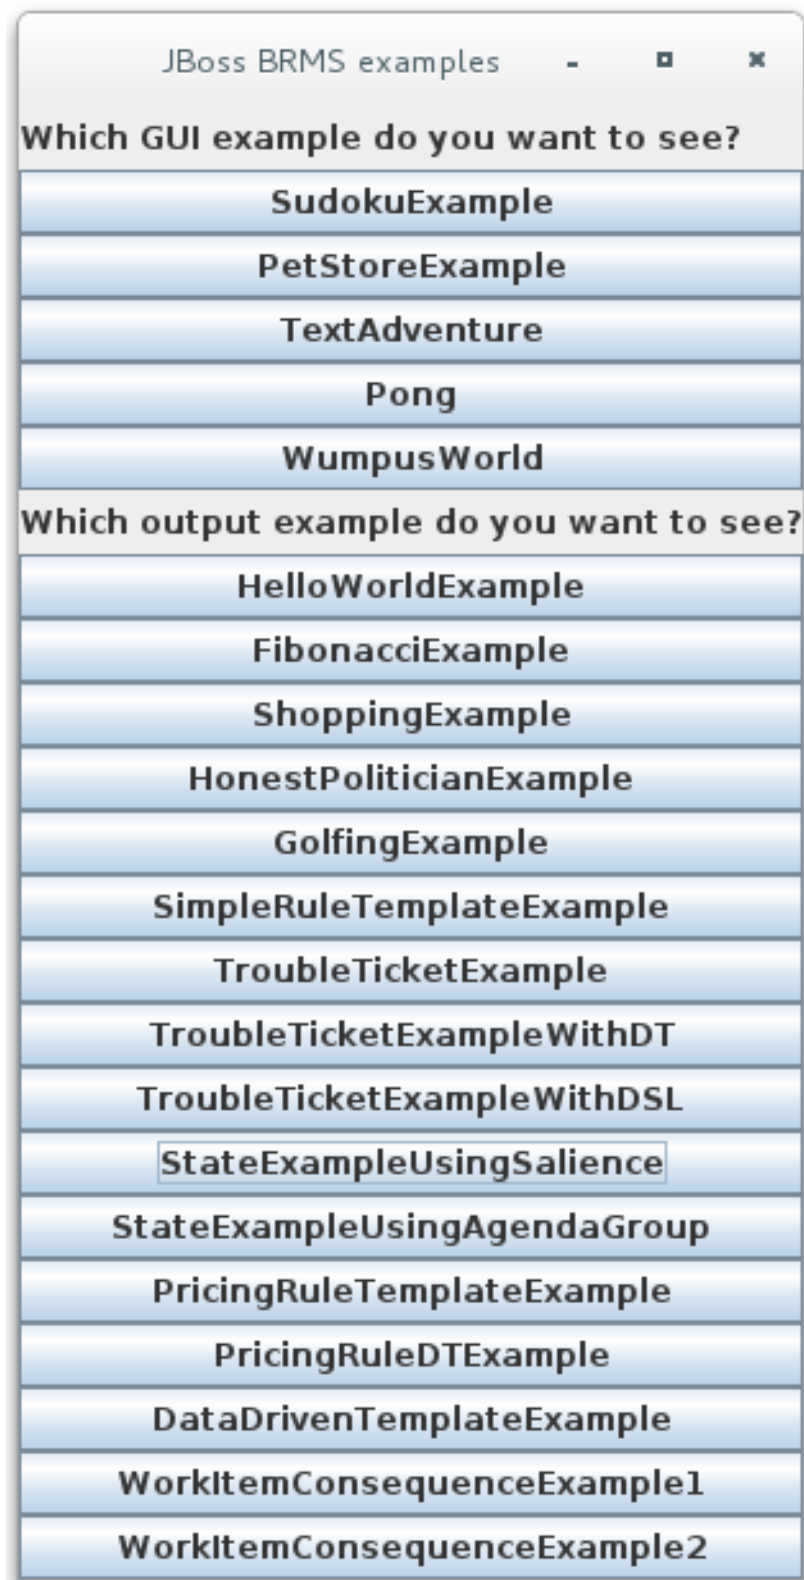 JBoss BRMS examples
Which GUI example do you want to see?
SudokuExample
PetStoreExample
TextAdventure
Pong
WumpusWorld
Which output example do you want to see?
HelloWorldExample
FibonacciExample
ShoppingExample
HonestPoliticianExample
GolfingExample
SimpleRuleTemplateExample
TroubleTicketExample
TroubleTicketExampleWithDT
TroubleTicketExampleWithDSL
StateExampleUsingSalience
StateExampleUsingAgendaGroup
PricingRuleTemplateExample
PricingRuleDTExample
DataDrivenTemplateExample
WorkItemConsequenceExample1
WorkItemConsequenceExample2